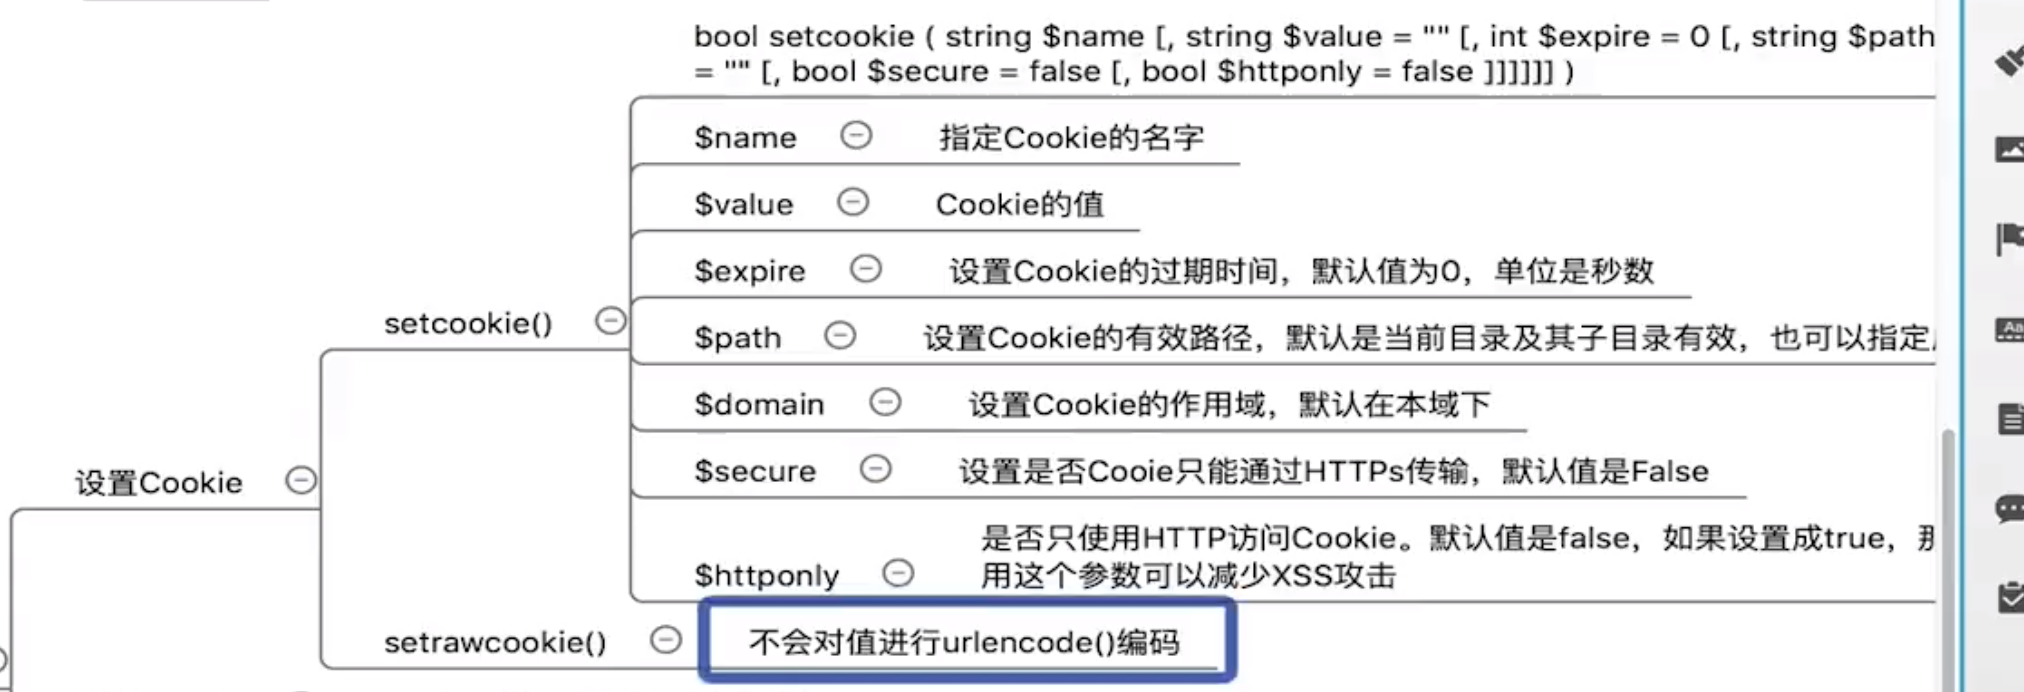 bool setcookie ( string $name [, string $value = "" [, int $expire = 0 [, string $path
= "" [, bool $secure = false [, bool $httponly = false ]]]]]] )
$name 指定Cookie的名字
$value Cookie的值
$expire 设置Cookie的过期时间，默认值为0，单位是秒数
setcookie()
$path 设置Cookie的有效路径，默认是当前目录及其子目录有效，也可以指定
$domain 设置Cookie的作用域，默认在本域下
设置Cookie
$secure 设置是否Cooie只能通过HTTPs传输，默认值是False
是否只使用HTTP访问Cookie。默认值是false，如果设置成true，
$httponly 用这个参数可以减少XSS攻击
setrawcookie() 不会对值进行urlencode()编码
Aa